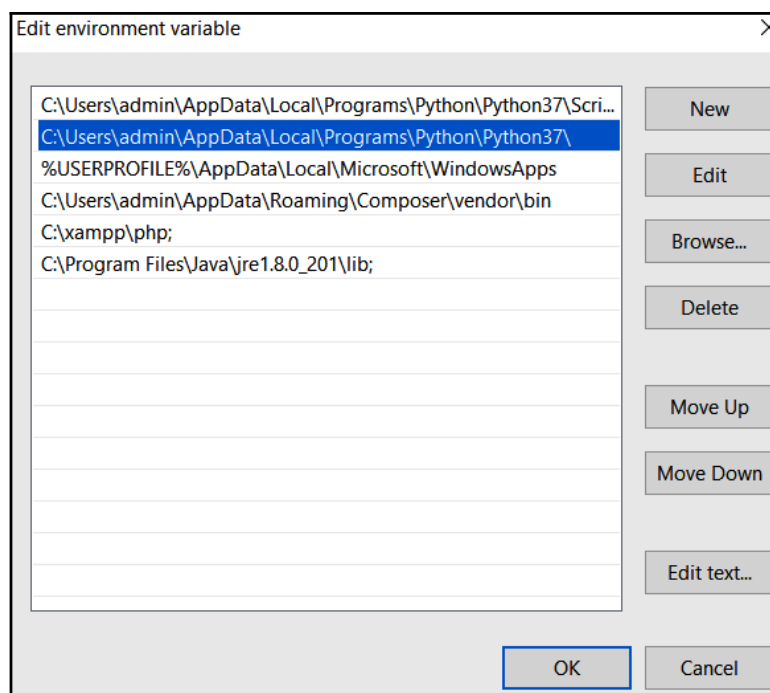 Edit environment variable
C:\Users\admin\AppData\Local\Programs\Python\Python37\Scri...
C:\Users\admin\AppData\Local\Programs\Python\Python37\
%USERPROFILE%\AppData\Local\Microsoft\WindowsApps
C:\Users\admin\AppData\Roaming\Composer\vendor\bin
C:\xampp\php;
C:\Program Files\Java\jre1.8.0_201\lib;
New
Edit
Browse...
Delete
Move Up
Move Down
Edit text...
OK
Cancel